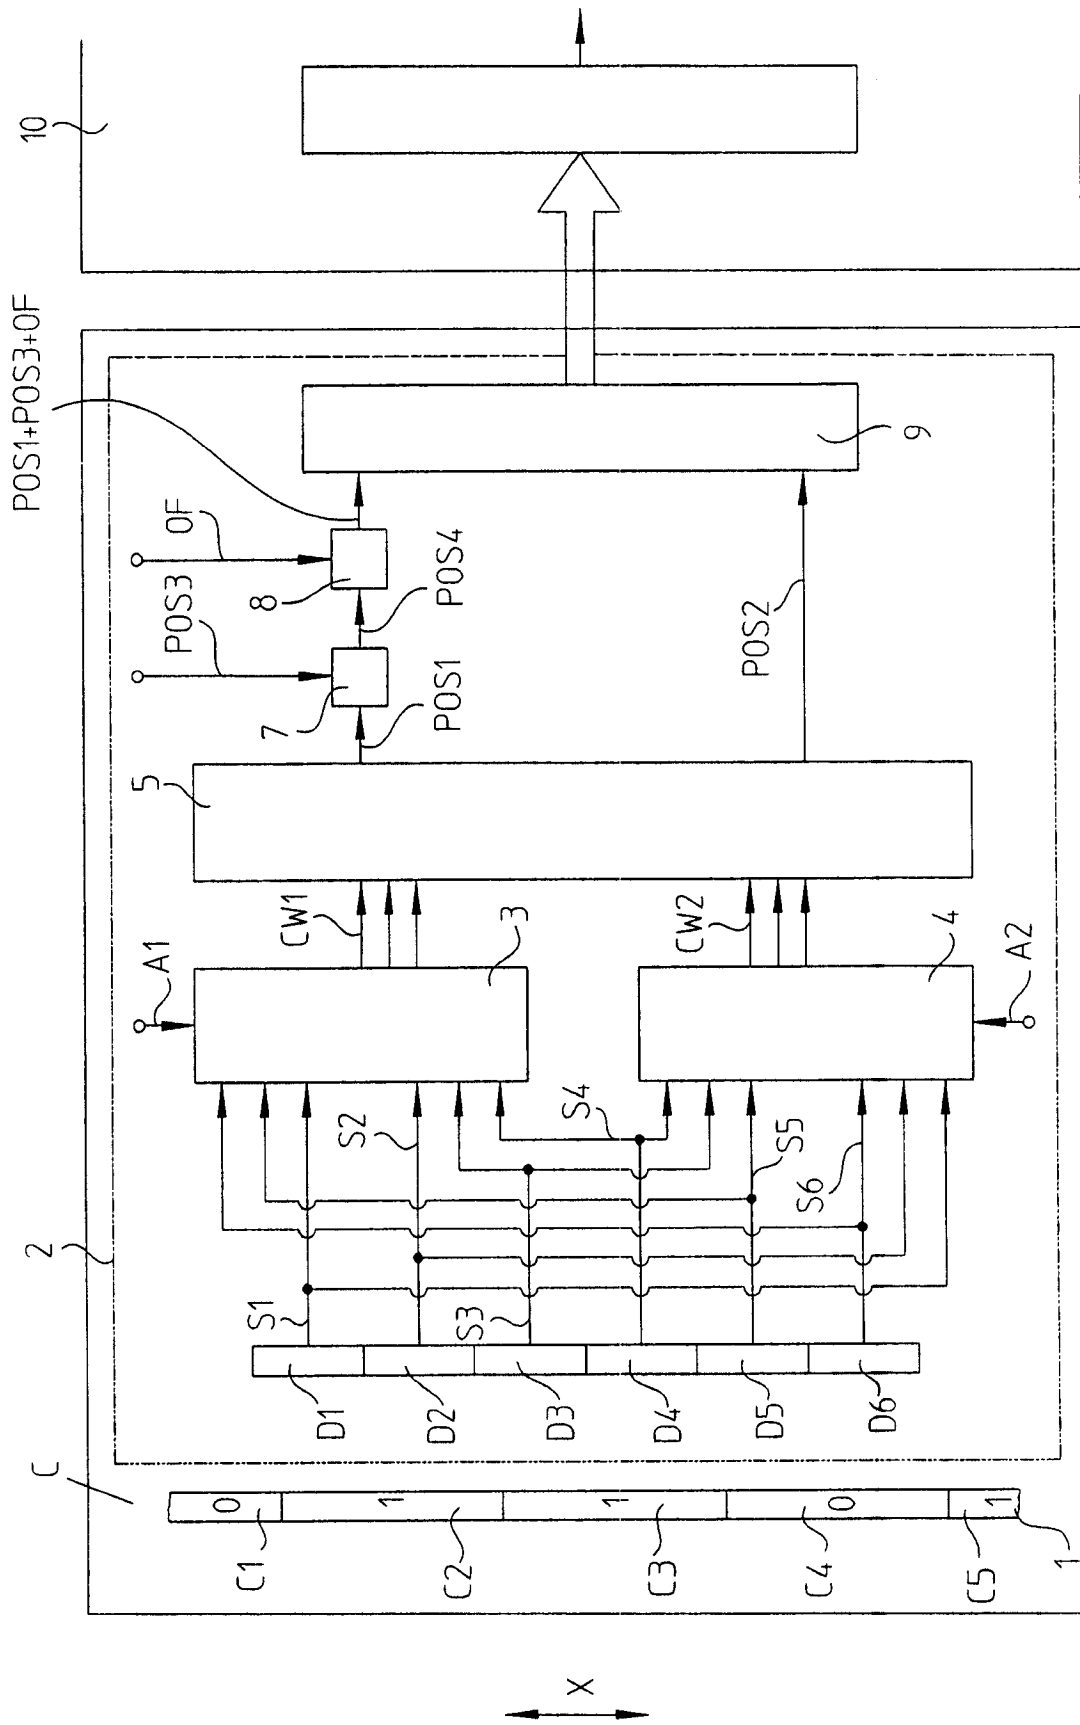 10
POS1+POS3+OF
OF
POS3
8
POS4
7
POS1
POS2
9
5
CW1
CW2
A1
3
4
A2
S4
S2
S5
S6
2
S1
S3
D1
D2
D3
D4
D5
D6
C
0
1
1
0
1
C1
C2
C3
C4
C5
1
X